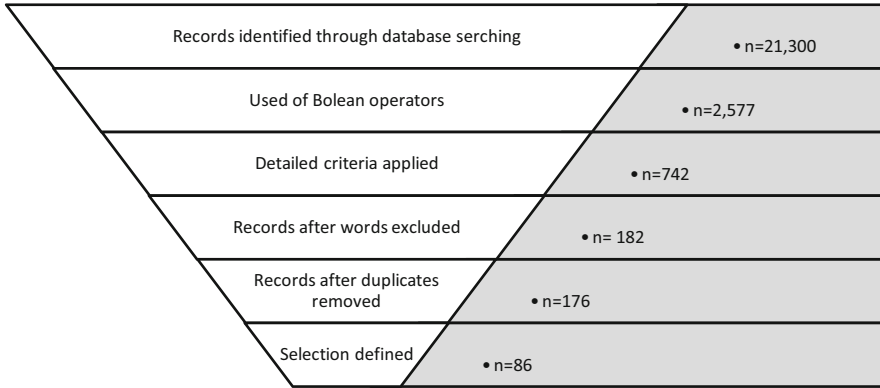 Records identified through database serching
• n=21,300
Used of Bolean operators
• n=2,577
Detailed criteria applied
• n=742
Records after words excluded
• n= 182
Records after duplicates
removed
• n=176
Selection defined
• n=86